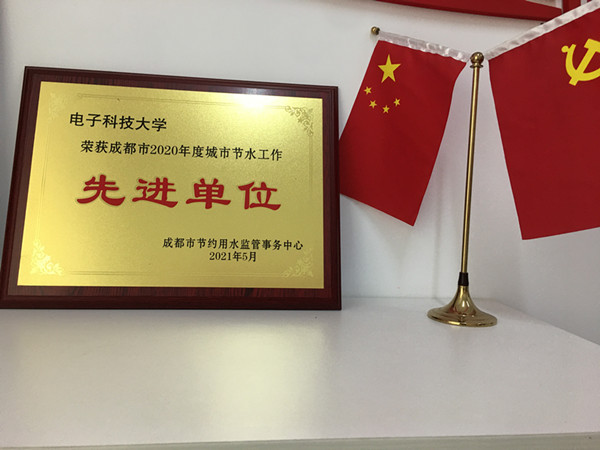 电子科技大学
荣获成都市2020年度城市节水工作
先进单位
成都市节约用水监管事务中心
2021年5月